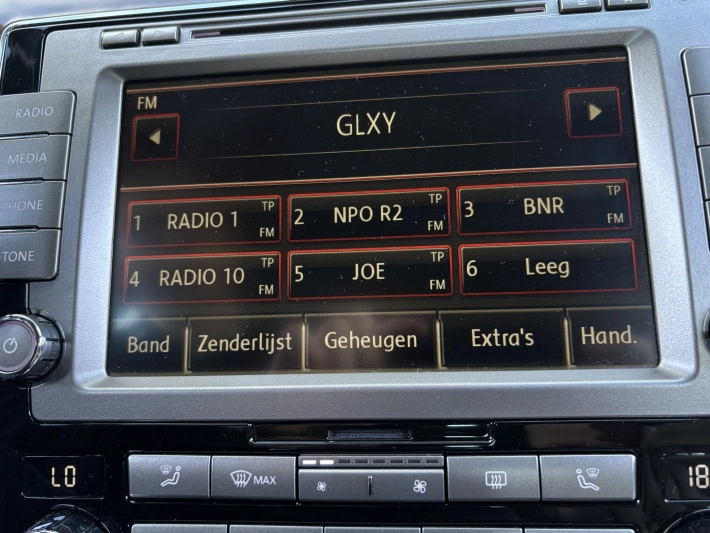 FM
GLXY
1 RADIO 1 TP FM
2 NPO R2 TP FM
3 BNR TP FM
4 RADIO 10 TP FM
5 JOE TP FM
6 Leeg
Band Zenderlijst Geheugen Extra's Hand.
RADIO
MEDIA
PHONE
TONE
LO
MAX
18